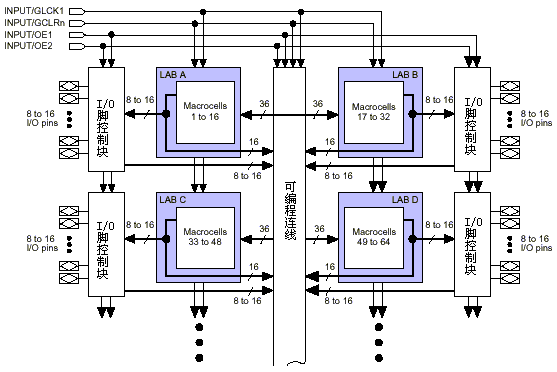 INPUT/GLCK1
INPUT/GCLRn
INPUT/OE1
INPUT/OE2
LAB A
LAB B
8 to 16
Macrocells
1 to 16
36
36
Macrocells
17 to 32
8 to 16
8 to 16
I/O pins
I/O
脚控制块
I/O
脚控制块
8 to 16
I/O pins
16
16
8 to 16
8 to 16
可编程连线
LAB C
LAB D
8 to 16
Macrocells
33 to 48
36
36
Macrocells
49 to 64
8 to 16
8 to 16
I/O pins
I/O
脚控制块
I/O
脚控制块
8 to 16
I/O pins
16
16
8 to 16
8 to 16